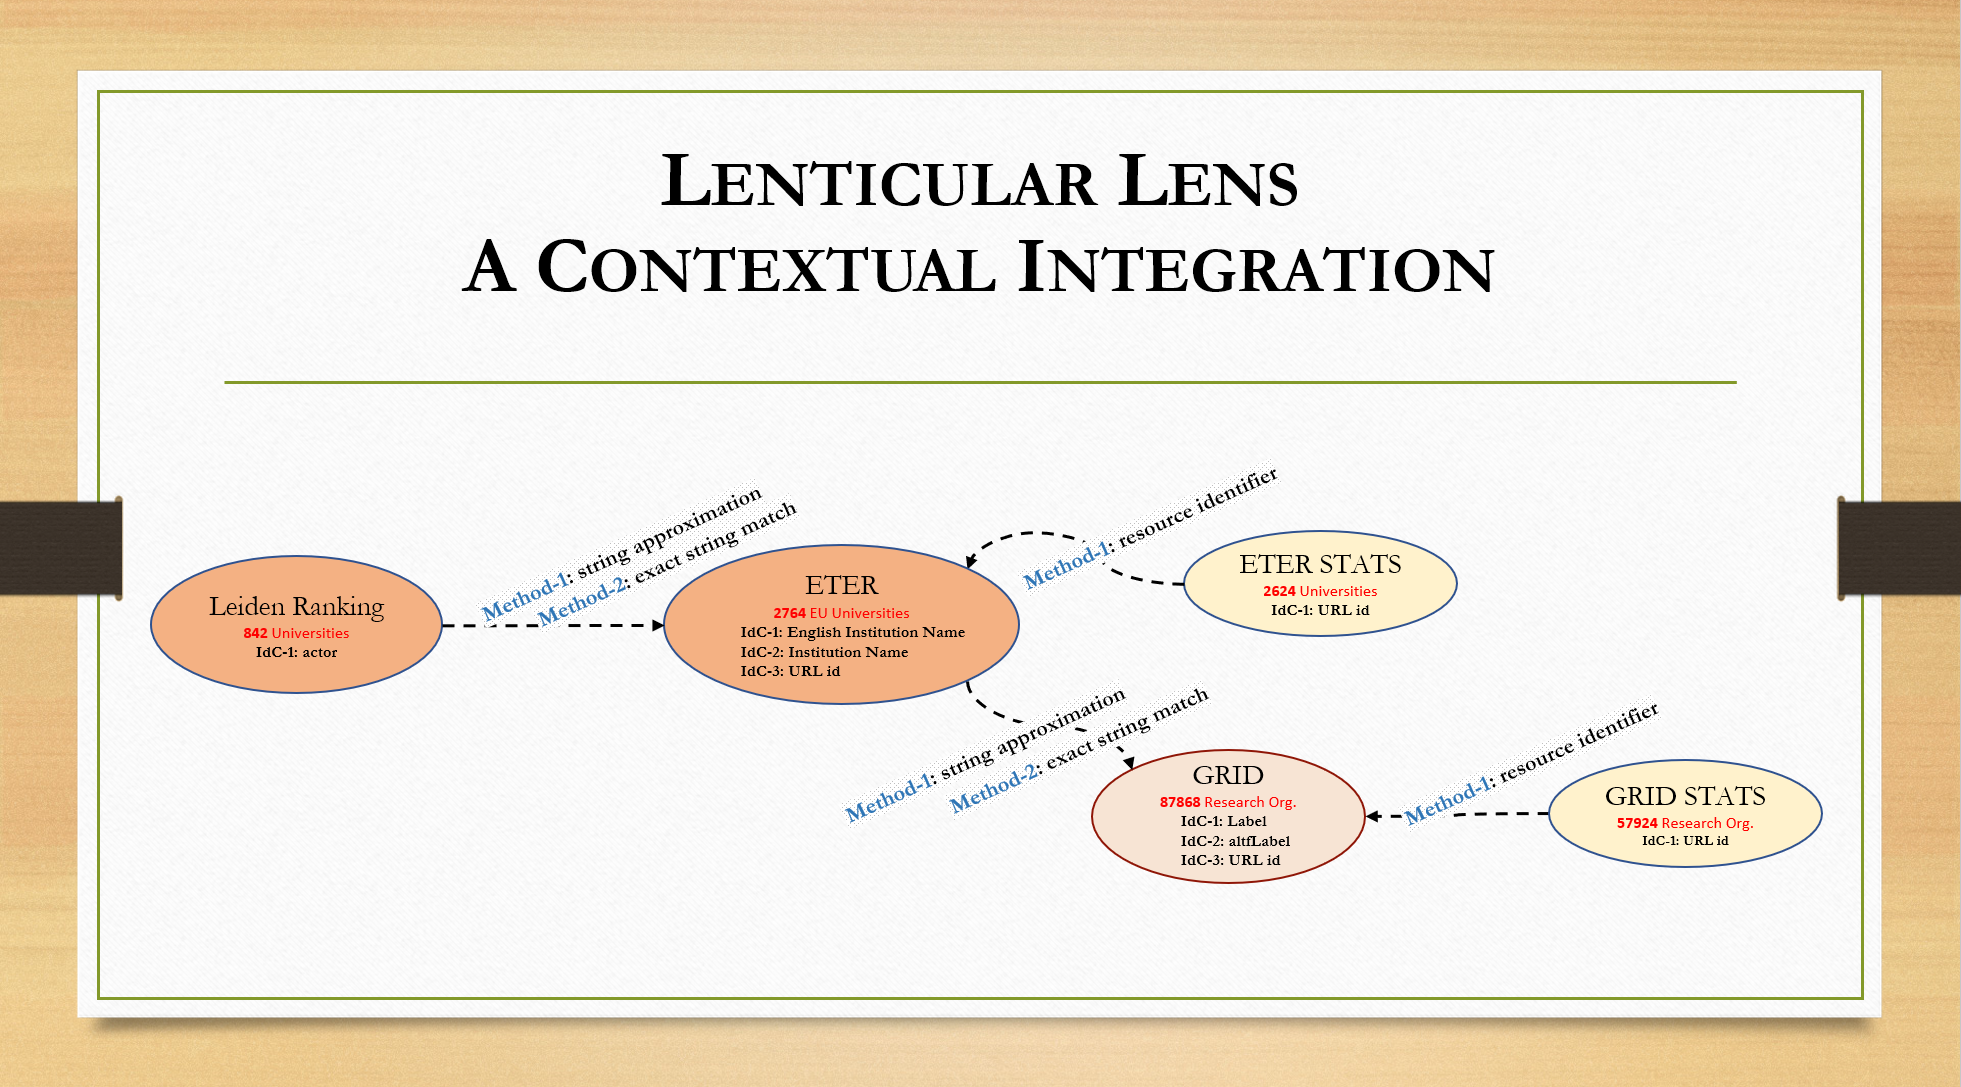 LENTICULAR LENS
A CONTEXTUAL INTEGRATION
Method-1: string approximation
Method-2: exact string match
Method-1: resource identifier
Leiden Ranking
842 Universities
IdC-1: actor
ETER
2764 EU Universities
IdC-1: English Institution Name
IdC-2: Institution Name
IdC-3: URL id
ETER STATS
2624 Universities
IdC-1: URL id
Method-1: string approximation
Method-2: exact string match
Method-1: resource identifier
GRID
87868 Research Org.
IdC-1: Label
IdC-2: altfLabel
IdC-3: URL id
GRID STATS
57924 Research Org.
IdC-1: URL id